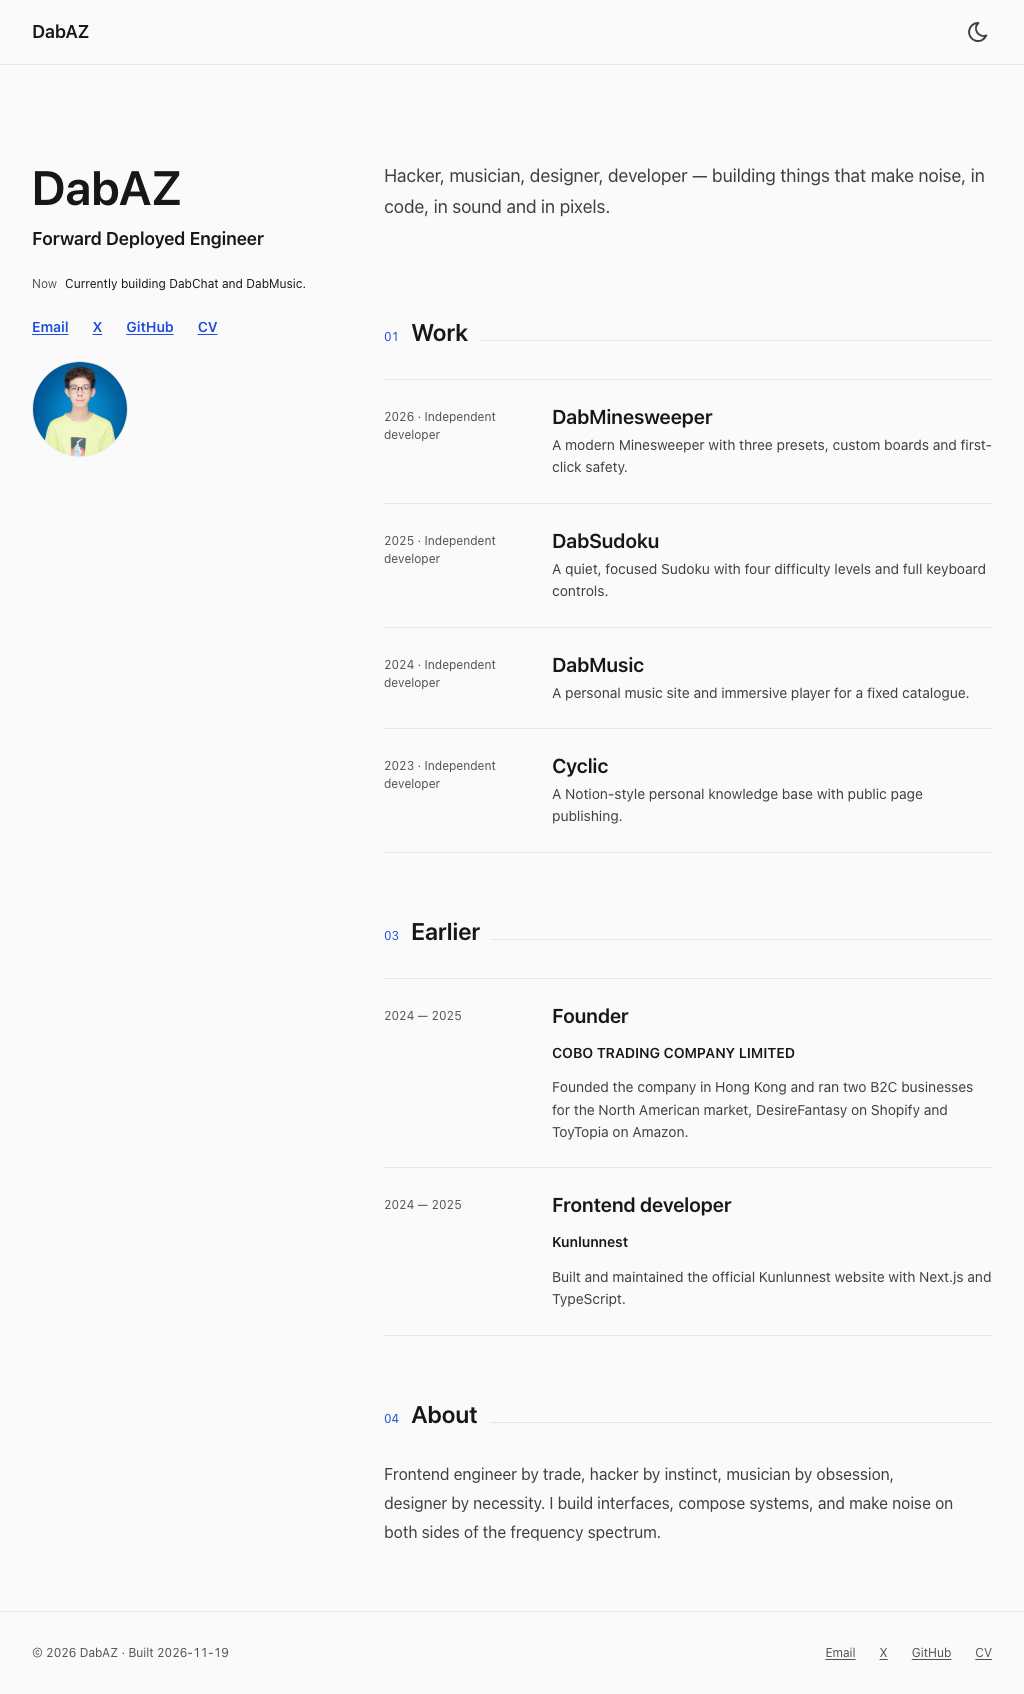 DabAZ
DabAZ
Forward Deployed Engineer
Now Currently building DabChat and DabMusic.
Email X GitHub CV
Hacker, musician, designer, developer — building things that make noise, in
code, in sound and in pixels.
01 Work
2026 · Independent
developer
DabMinesweeper
A modern Minesweeper with three presets, custom boards and first-
click safety.
2025 · Independent
developer
DabSudoku
A quiet, focused Sudoku with four difficulty levels and full keyboard
controls.
2024 · Independent
developer
DabMusic
A personal music site and immersive player for a fixed catalogue.
2023 · Independent
developer
Cyclic
A Notion-style personal knowledge base with public page
publishing.
03 Earlier
2024 — 2025
Founder
COBO TRADING COMPANY LIMITED
Founded the company in Hong Kong and ran two B2C businesses
for the North American market, DesireFantasy on Shopify and
ToyTopia on Amazon.
2024 — 2025
Frontend developer
Kunlunnest
Built and maintained the official Kunlunnest website with Next.js and
TypeScript.
04 About
Frontend engineer by trade, hacker by instinct, musician by obsession,
designer by necessity. I build interfaces, compose systems, and make noise on
both sides of the frequency spectrum.
© 2026 DabAZ · Built 2026-11-19
Email X GitHub CV